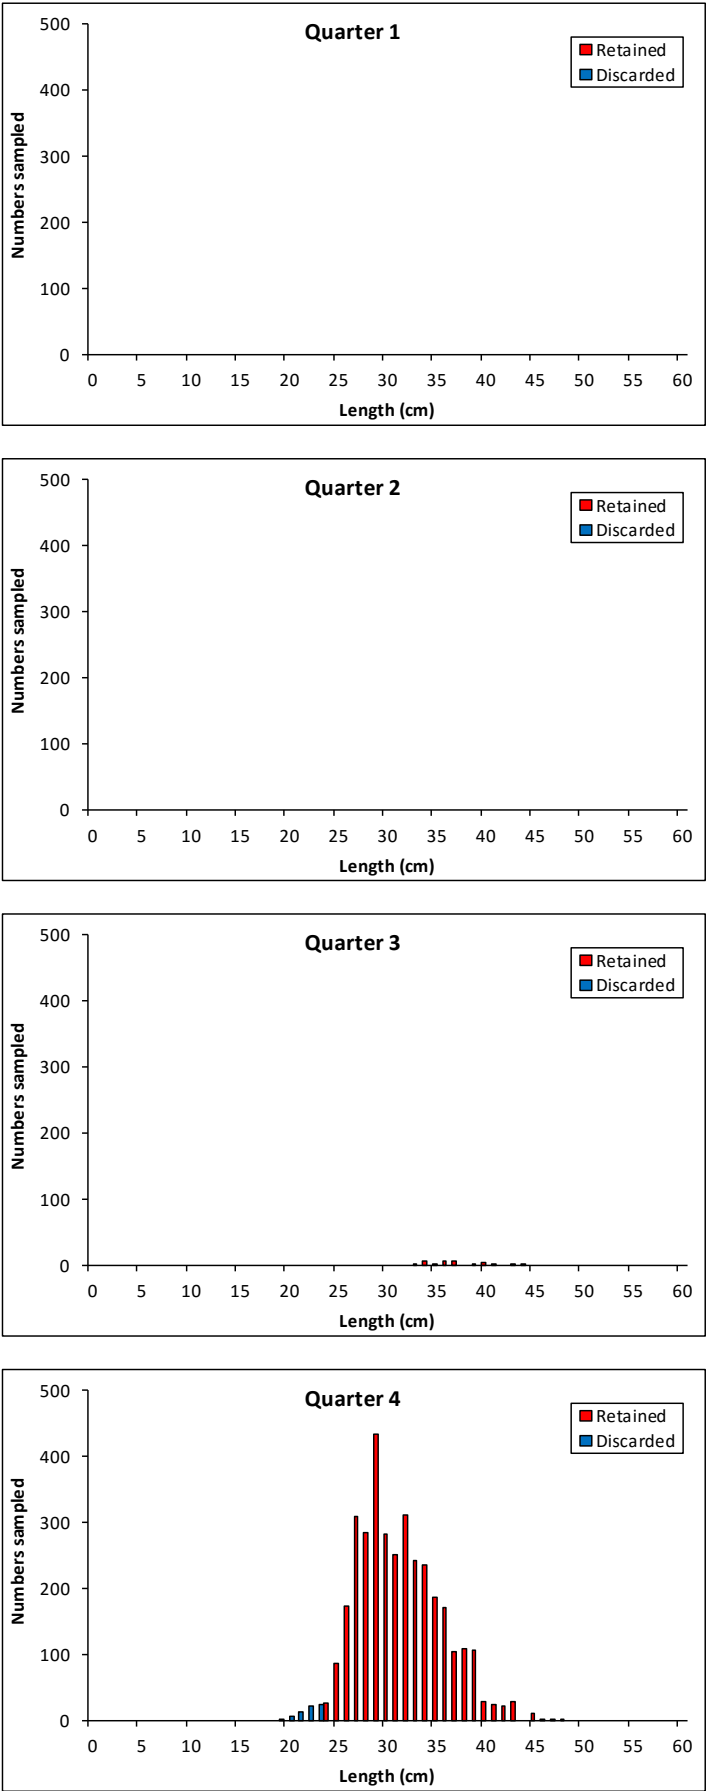 Quarter 1
Retained
Discarded
Numbers sampled
500
400
300
200
100
0
0 5 10 15 20 25 30 35 40 45 50 55 60
Length (cm)
Quarter 2
Retained
Discarded
Numbers sampled
500
400
300
200
100
0
0 5 10 15 20 25 30 35 40 45 50 55 60
Length (cm)
Quarter 3
Retained
Discarded
Numbers sampled
500
400
300
200
100
0
0 5 10 15 20 25 30 35 40 45 50 55 60
Length (cm)
Quarter 4
Retained
Discarded
Numbers sampled
500
400
300
200
100
0
0 5 10 15 20 25 30 35 40 45 50 55 60
Length (cm)